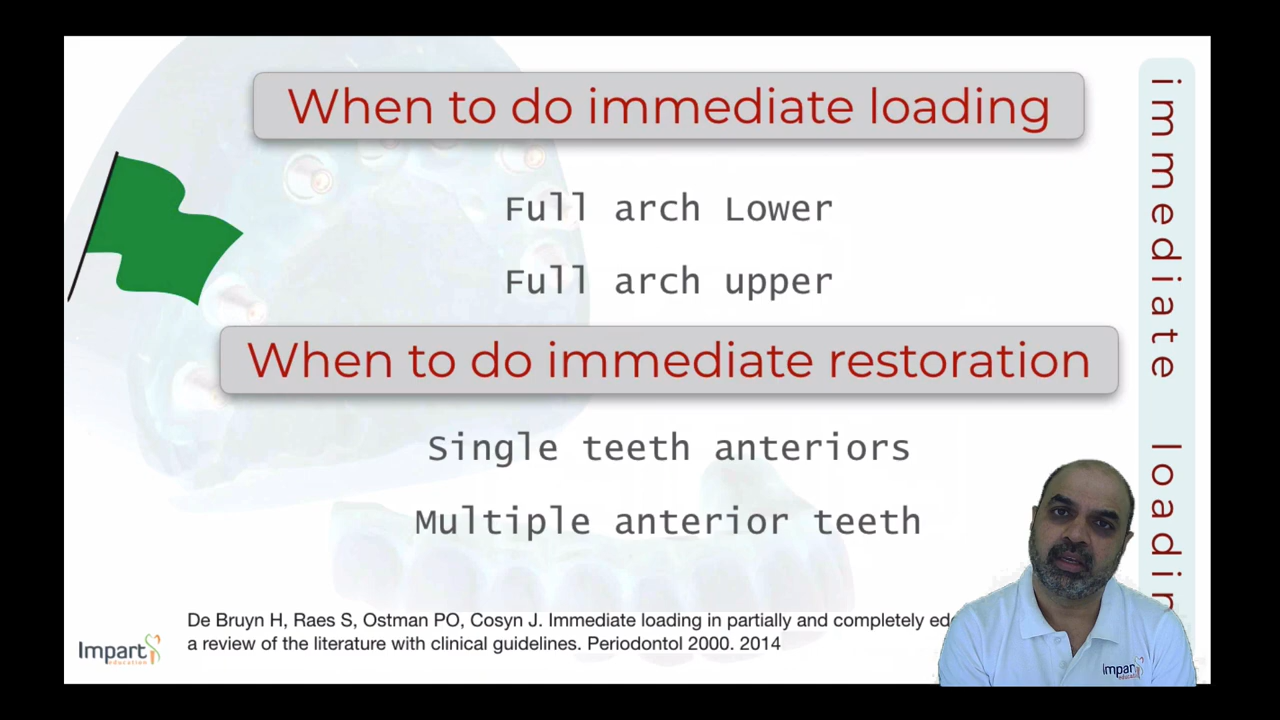 When to do immediate loading
Full arch Lower
Full arch upper
When to do immediate restoration
Single teeth anteriors
Multiple anterior teeth
De Bruyn H, Raes S, Ostman PO, Cosyn J. Immediate loading in partially and completely
a review of the literature with clinical guidelines. Periodontol 2000. 2014
Impart
education
immediate
Impart